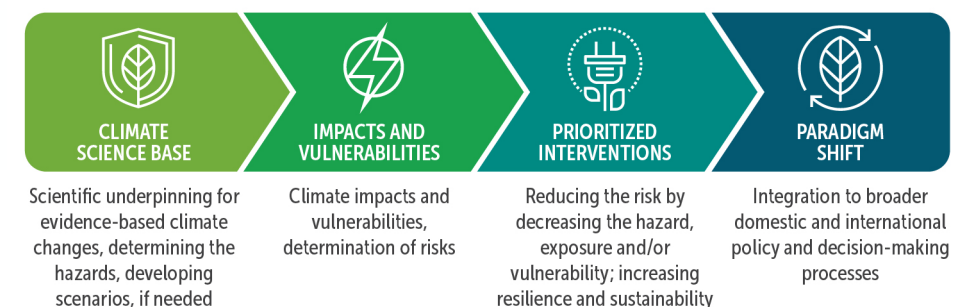 CLIMATE
SCIENCE BASE
Scientific underpinning for
evidence-based climate
changes, determining the
hazards, developing
scenarios, if needed
IMPACTS AND
VULNERABILITIES
Climate impacts and
vulnerabilities,
determination of risks
PRIORITIZED
INTERVENTIONS
Reducing the risk by
decreasing the hazard,
exposure and/or
vulnerability; increasing
resilience and sustainability
PARADIGM
SHIFT
Integration to broader
domestic and international
policy and decision-making
processes